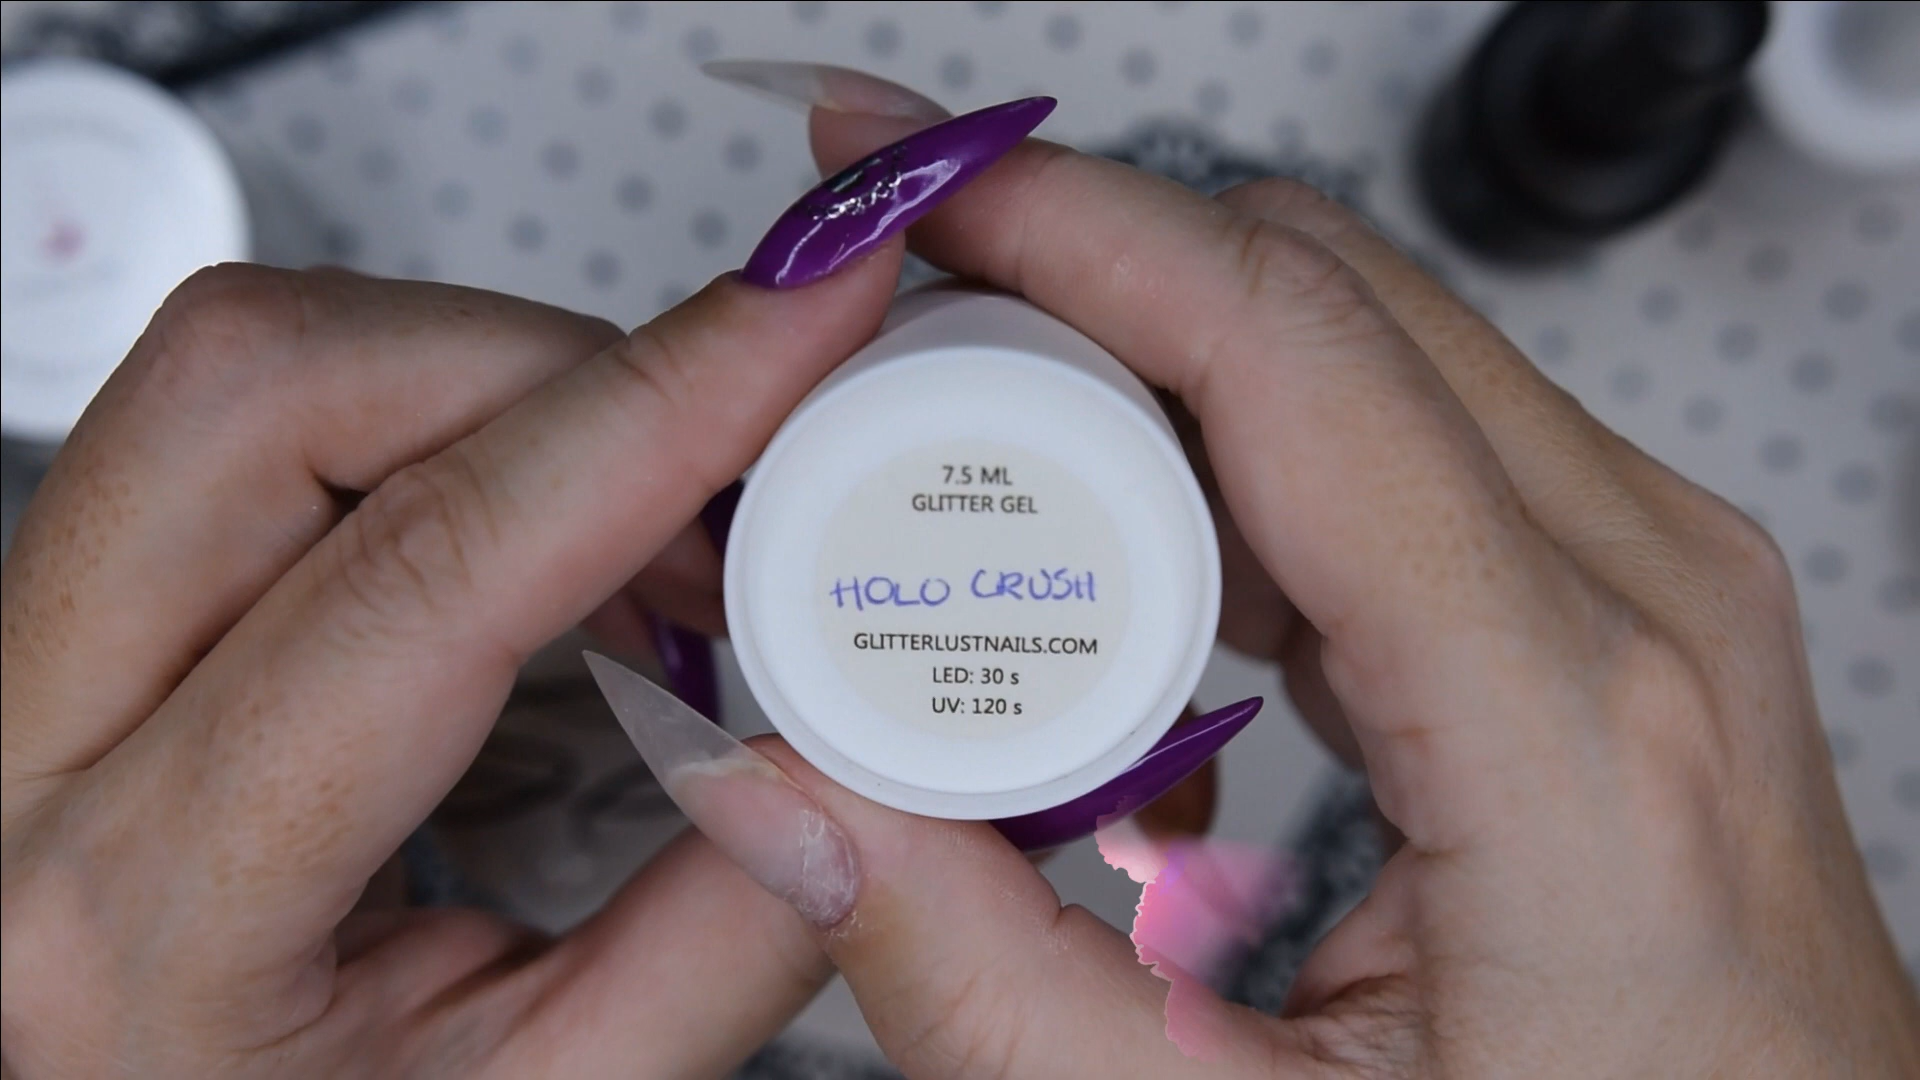 7.5 ML
GLITTER GEL
HOLO CRUSH
GLITTERLUSTNAILS.COM
LED: 30 s
UV: 120 s